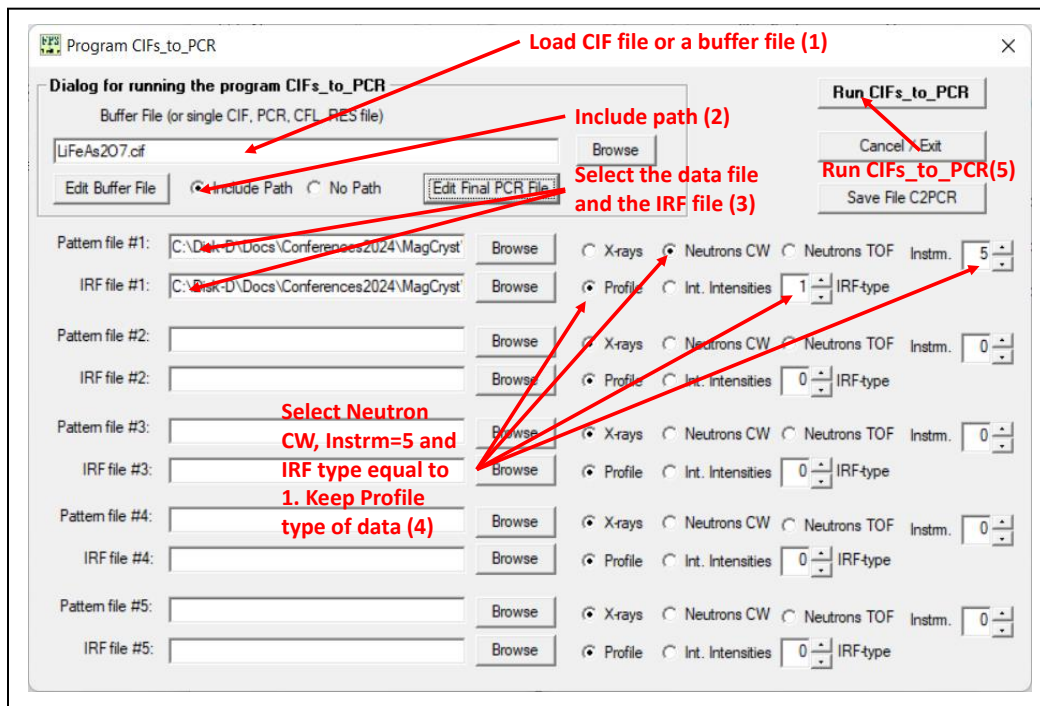 Program CIFs_to_PCR
Load CIF file or a buffer file (1)
Dialog for running the program CIFs_to_PCR
Run CIFs_to_PCR
Buffer File (or single CIF, PCR, CFL, RES file)
Include path (2)
LiFeAs2O7.cif
Browse
Cancel / Exit
Edit Buffer File
Include Path
No Path
Edit Final PCR File
Select the data file
and the IRF file (3)
Run CIFs_to_PCR(5)
Save File C2PCR
Pattern file #1: C:\Disk-D\Docs\Conferences2024\MagCryst' Browse X-rays Neutrons CW Neutrons TOF Instrm. 5
IRF file #1: C:\Disk-D\Docs\Conferences2024\MagCryst' Browse Profile Int. Intensities 1 IRF-type
Pattern file #2: Browse X-rays Neutrons CW Neutrons TOF Instrm. 0
IRF file #2: Browse Profile Int. Intensities 0 IRF-type
Pattern file #3: Browse X-rays Neutrons CW Neutrons TOF Instrm. 0
IRF file #3: Browse Profile Int. Intensities 0 IRF-type
Select Neutron
CW, Instrm=5 and
IRF type equal to
1. Keep Profile
type of data (4)
Pattern file #4: Browse X-rays Neutrons CW Neutrons TOF Instrm. 0
IRF file #4: Browse Profile Int. Intensities 0 IRF-type
Pattern file #5: Browse X-rays Neutrons CW Neutrons TOF Instrm. 0
IRF file #5: Browse Profile Int. Intensities 0 IRF-type